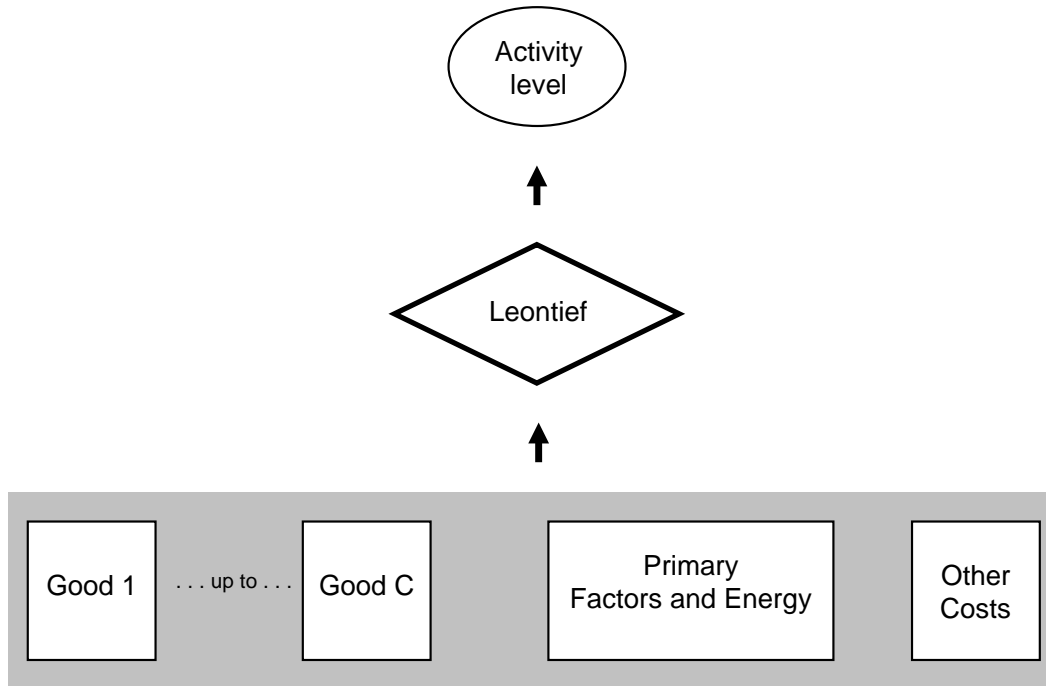 Activity
level
Leontief
Good 1
. . . up to . . .
Good C
Primary
Factors and Energy
Other
Costs